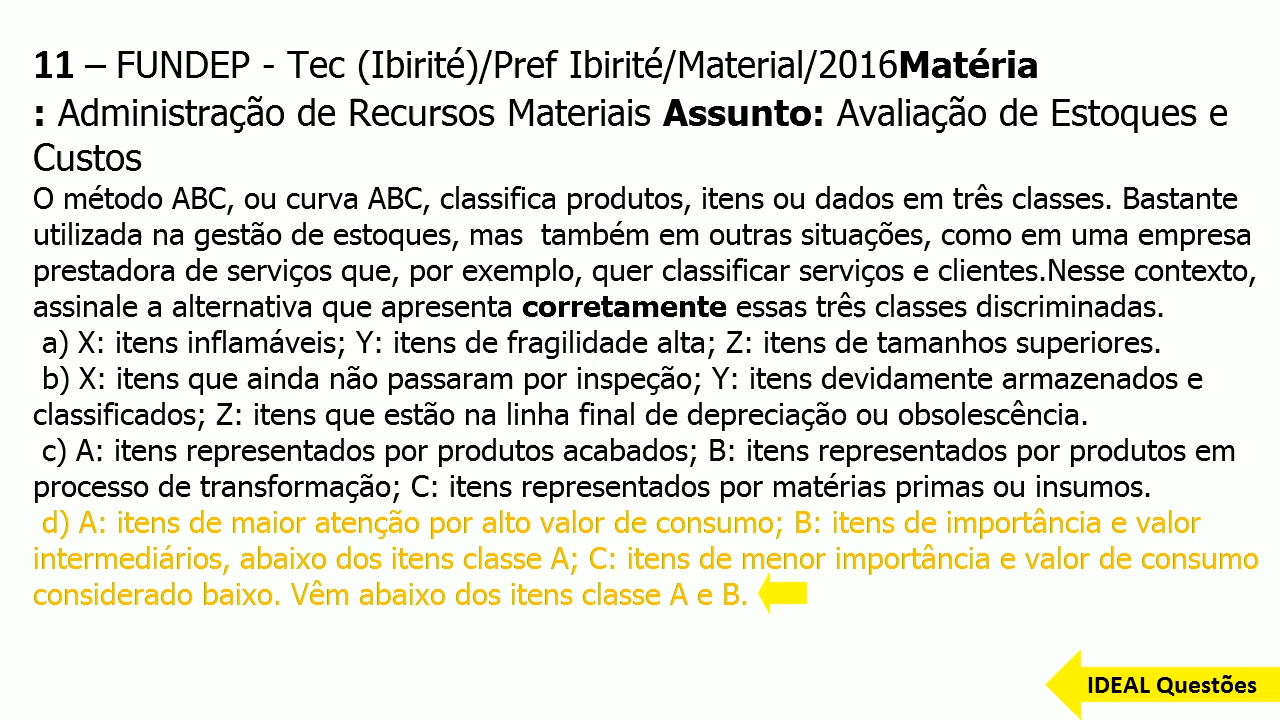 11 – FUNDEP - Tec (Ibirité)/Pref Ibirité/Material/2016Matéria
: Administração de Recursos Materiais Assunto: Avaliação de Estoques e
Custos
O método ABC, ou curva ABC, classifica produtos, itens ou dados em três classes. Bastante
utilizada na gestão de estoques, mas  também em outras situações, como em uma empresa
prestadora de serviços que, por exemplo, quer classificar serviços e clientes.Nesse contexto,
assinale a alternativa que apresenta corretamente essas três classes discriminadas.
a) X: itens inflamáveis; Y: itens de fragilidade alta; Z: itens de tamanhos superiores.
b) X: itens que ainda não passaram por inspeção; Y: itens devidamente armazenados e
classificados; Z: itens que estão na linha final de depreciação ou obsolescência.
c) A: itens representados por produtos acabados; B: itens representados por produtos em
processo de transformação; C: itens representados por matérias primas ou insumos.
d) A: itens de maior atenção por alto valor de consumo; B: itens de importância e valor
intermediários, abaixo dos itens classe A; C: itens de menor importância e valor de consumo
considerado baixo. Vêm abaixo dos itens classe A e B.
IDEAL Questões